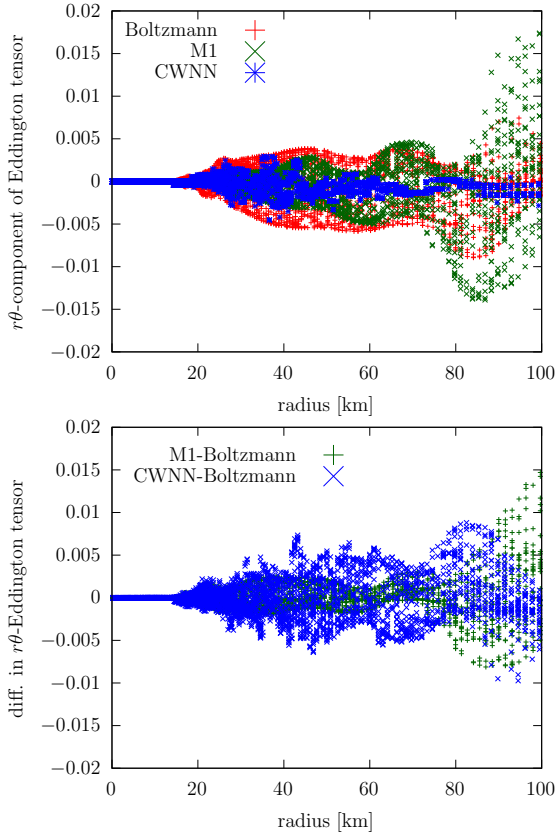 0.02
0.015
0.01
0.005
0
−0.005
−0.01
−0.015
−0.02
rθ-component of Eddington tensor
Boltzmann
M1
CWNN
0 20 40 60 80 100
radius [km]
0.02
0.015
0.01
0.005
0
−0.005
−0.01
−0.015
−0.02
diff. in rθ-Eddington tensor
M1-Boltzmann
CWNN-Boltzmann
0 20 40 60 80 100
radius [km]